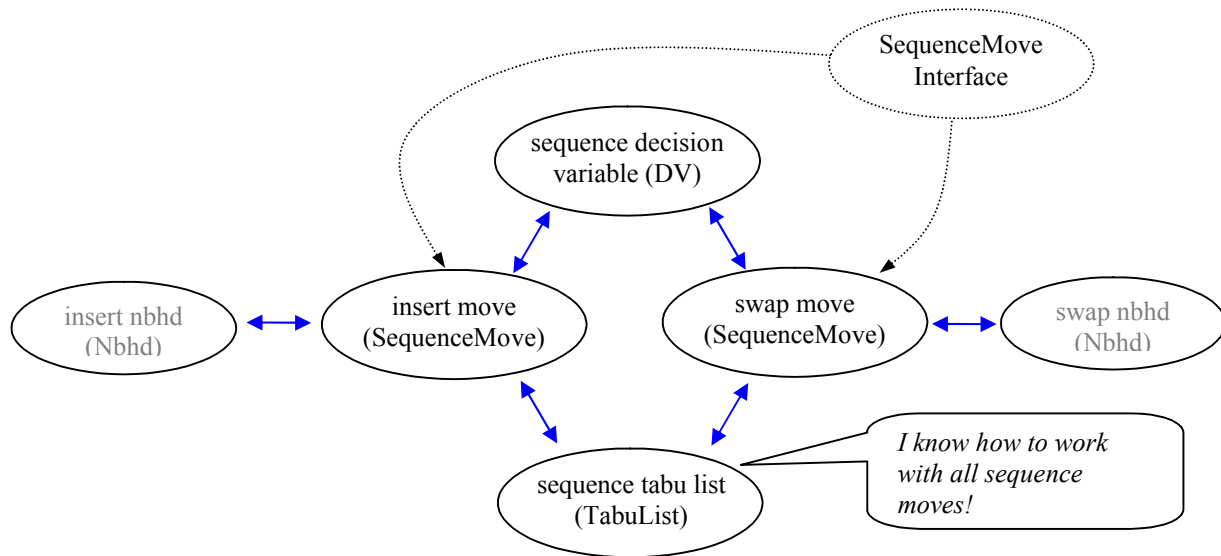 SequenceMove
Interface
sequence decision
variable (DV)
insert nbhd
(Nbhd)
insert move
(SequenceMove)
swap move
(SequenceMove)
swap nbhd
(Nbhd)
I know how to work
with all sequence
moves!
sequence tabu list
(TabuList)